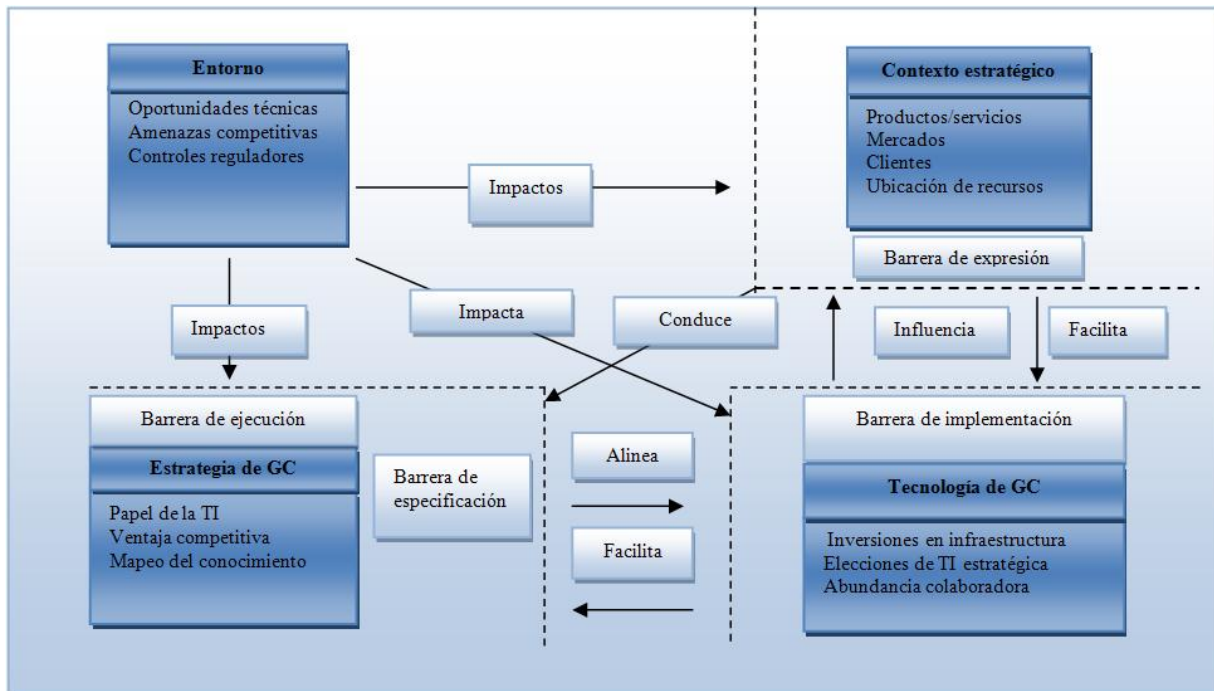 Entorno
Oportunidades técnicas
Amenazas competitivas
Controles reguladores
Contexto estratégico
Productos/servicios
Mercados
Clientes
Ubicación de recursos
Barrera de expresión
Impactos
Impactos
Impacta
Conduce
Influencia
Facilita
Barrera de ejecución
Estrategia de GC
Papel de la TI
Ventaja competitiva
Mapeo del conocimiento
Barrera de
especificación
Alinea
Facilita
Barrera de implementación
Tecnología de GC
Inversiones en infraestructura
Elecciones de TI estratégica
Abundancia colaboradora